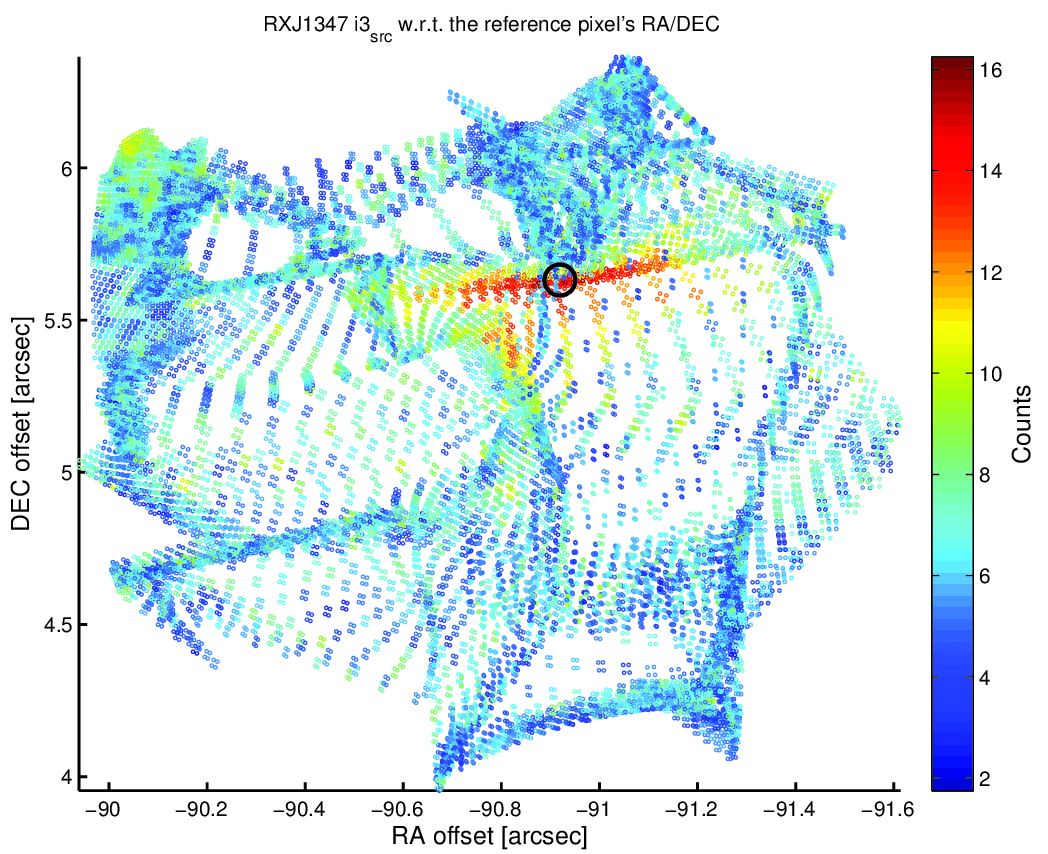 RXJ1347 i3src w.r.t. the reference pixel's RA/DEC
16
14
12
10
8
6
4
2
Counts
6
5.5
5
4.5
4
DEC offset [arcsec]
−90 −90.2 −90.4 −90.6 −90.8 −91 −91.2 −91.4 −91.6
RA offset [arcsec]